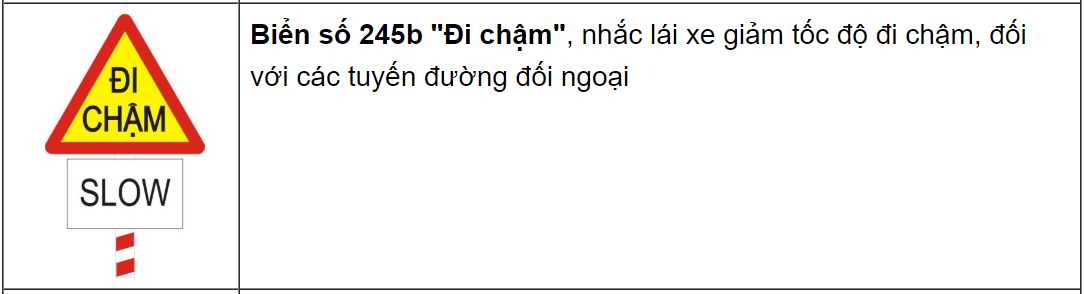 ĐI
CHẬM
SLOW
Biển số 245b "Đi chậm", nhắc lái xe giảm tốc độ đi chậm, đối
với các tuyến đường đối ngoại